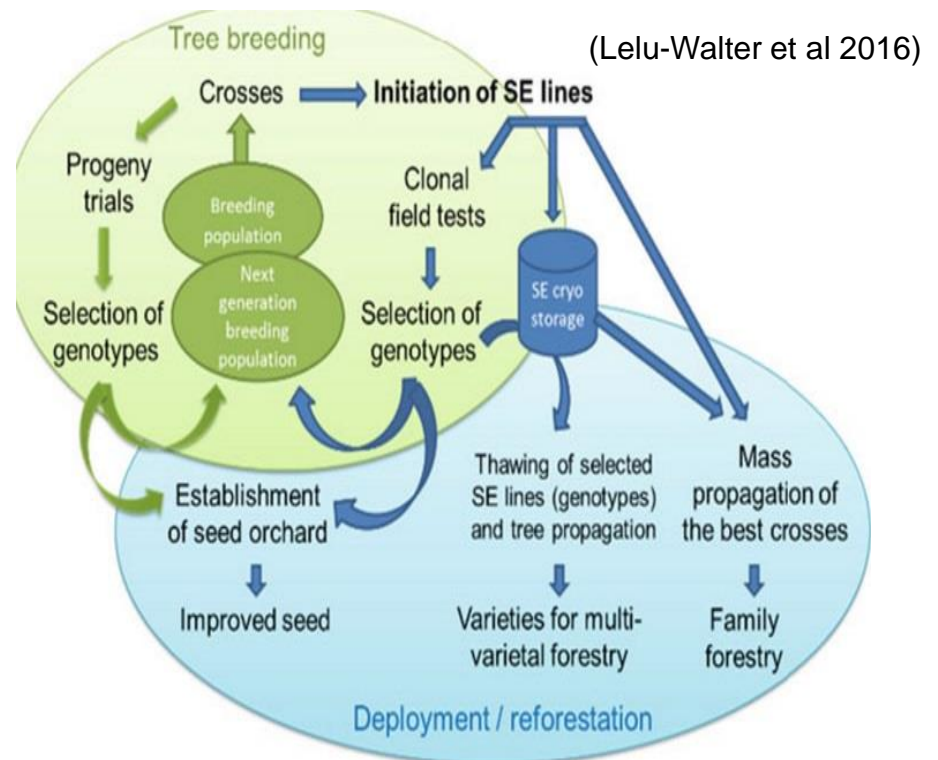 Tree breeding
(Lelu-Walter et al 2016)
Crosses
Initiation of SE lines
Progeny
trials
Breeding
population
Clonal
field tests
Selection of
genotypes
Next
generation
breeding
population
Selection of
genotypes
SE cryo
storage
Establishment
of seed orchard
Thawing of selected
SE lines (genotypes)
and tree propagation
Mass
propagation of
the best crosses
Improved seed
Varieties for multi-
varietal forestry
Family
forestry
Deployment / reforestation